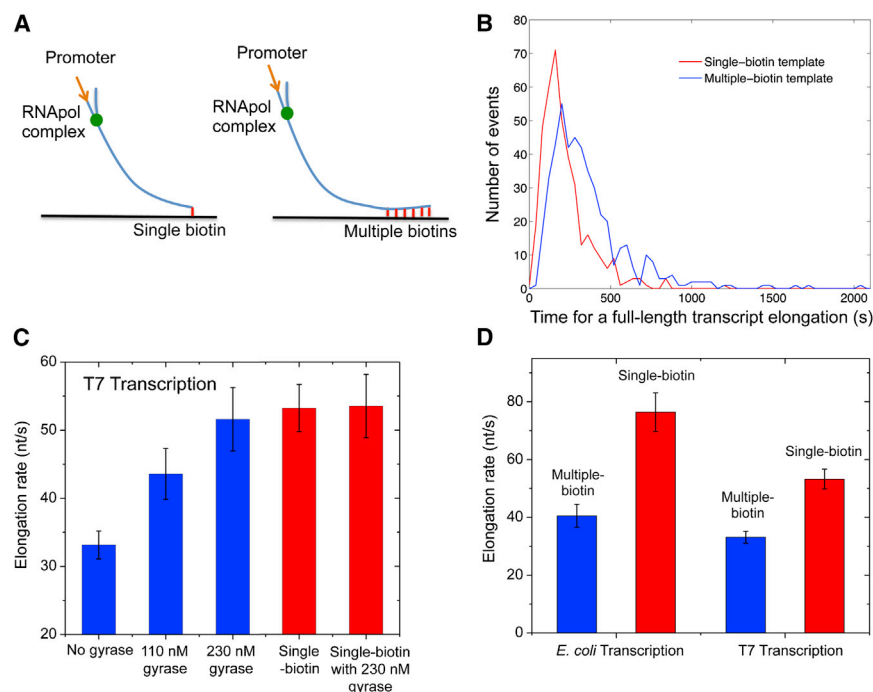 A
Promoter
RNApol
complex
Single biotin
Promoter
RNApol
complex
Multiple biotins
B
80
70
60
50
40
30
20
10
0
Number of events
Single–biotin template
Multiple–biotin template
0
500
1000
1500
2000
Time for a full-length transcript elongation (s)
C
60
50
40
30
20
Elongation rate (nt/s)
T7 Transcription
No gyrase
110 nM
gyrase
230 nM
gyrase
Single
-biotin
Single-biotin
with 230 nM
gyrase
D
80
60
40
20
0
Elongation rate (nt/s)
Multiple-
biotin
Single-biotin
Multiple-
biotin
Single-biotin
E. coli Transcription
T7 Transcription